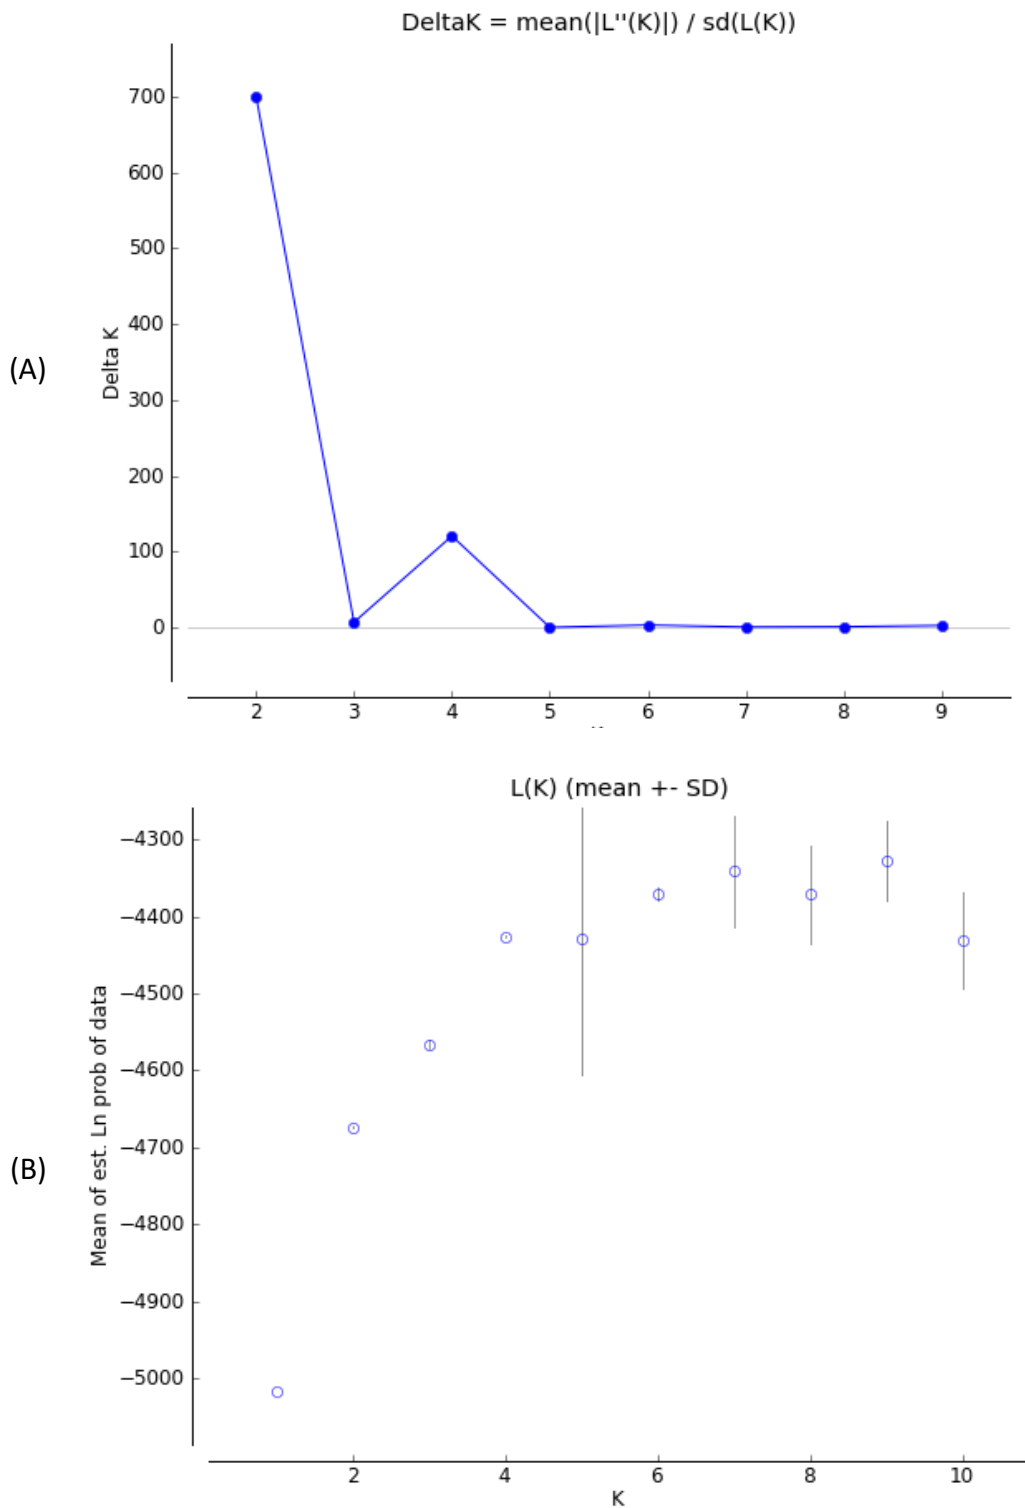 DeltaK = mean(|L''(K)|) / sd(L(K))
700
600
500
400
300
200
100
0
Delta K
(A)
2 3 4 5 6 7 8 9
L(K) (mean +- SD)
−4300
−4400
−4500
−4600
−4700
−4800
−4900
−5000
Mean of est. Ln prob of data
(B)
2 4 6 8 10
K